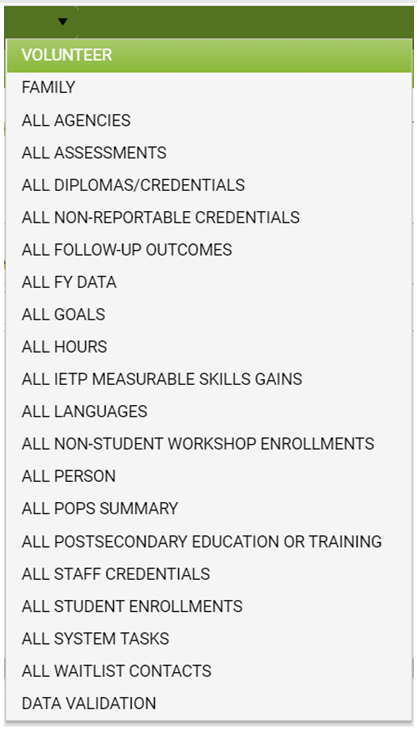 VOLUNTEER
FAMILY
ALL AGENCIES
ALL ASSESSMENTS
ALL DIPLOMAS/CREDENTIALS
ALL NON-REPORTABLE CREDENTIALS
ALL FOLLOW-UP OUTCOMES
ALL FY DATA
ALL GOALS
ALL HOURS
ALL IETP MEASURABLE SKILLS GAINS
ALL LANGUAGES
ALL NON-STUDENT WORKSHOP ENROLLMENTS
ALL PERSON
ALL POPS SUMMARY
ALL POSTSECONDARY EDUCATION OR TRAINING
ALL STAFF CREDENTIALS
ALL STUDENT ENROLLMENTS
ALL SYSTEM TASKS
ALL WAITLIST CONTACTS
DATA VALIDATION